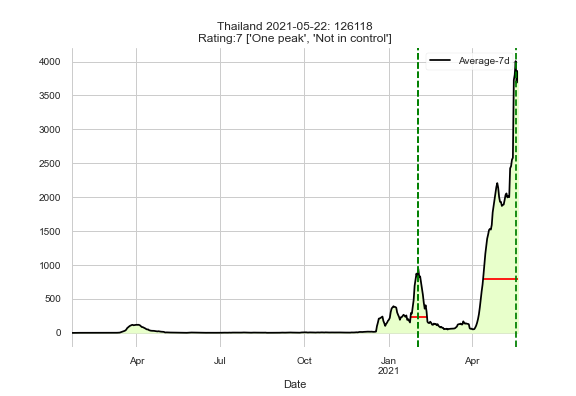 Thailand 2021-05-22: 126118
Rating:7 ['One peak', 'Not in control']
Average-7d
4000
3500
3000
2500
2000
1500
1000
500
0
Apr
Jul
Oct
Jan
2021
Apr
Date